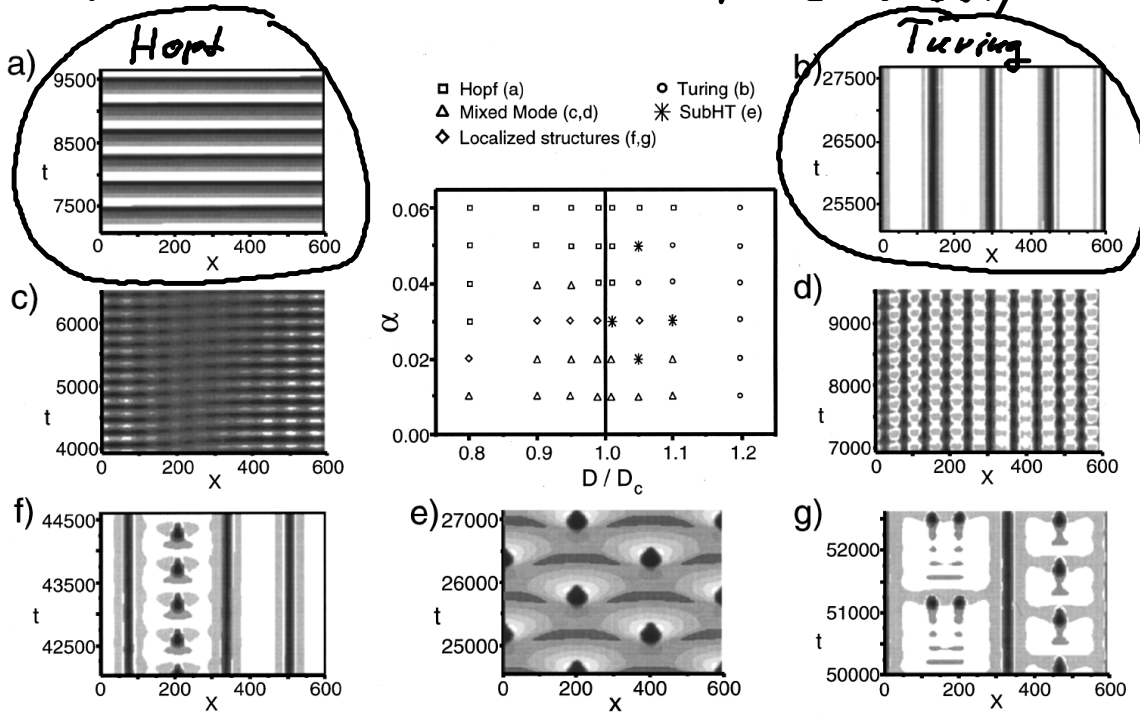 Hopf
Turing
a)
9500
8500
t
7500
0
200
400
600
X
Hopf (a)
Mixed Mode (c,d)
Localized structures (f,g)
Turing (b)
SubHT (e)
b)
27500
26500
t
25500
0
200
400
600
X
0.06
0.04
α
0.02
0.00
0.8
0.9
1.0
1.1
1.2
D / Dc
c)
6000
5000
t
4000
0
200
400
600
X
d)
9000
8000
t
7000
0
200
400
600
X
f)
44500
43500
t
42500
0
200
400
600
X
e)
27000
26000
t
25000
0
200
400
600
x
g)
52000
51000
t
50000
0
200
400
600
X